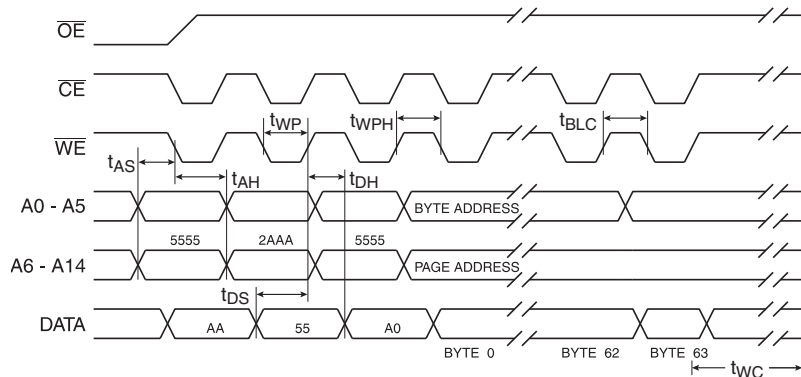 OE
CE
tWP tWPH tBLC
WE
tAS
tAH tDH
A0 - A5 BYTE ADDRESS
5555 2AAA 5555
A6 - A14 PAGE ADDRESS
tDS
DATA AA 55 A0
BYTE 0 BYTE 62 BYTE 63
tWC